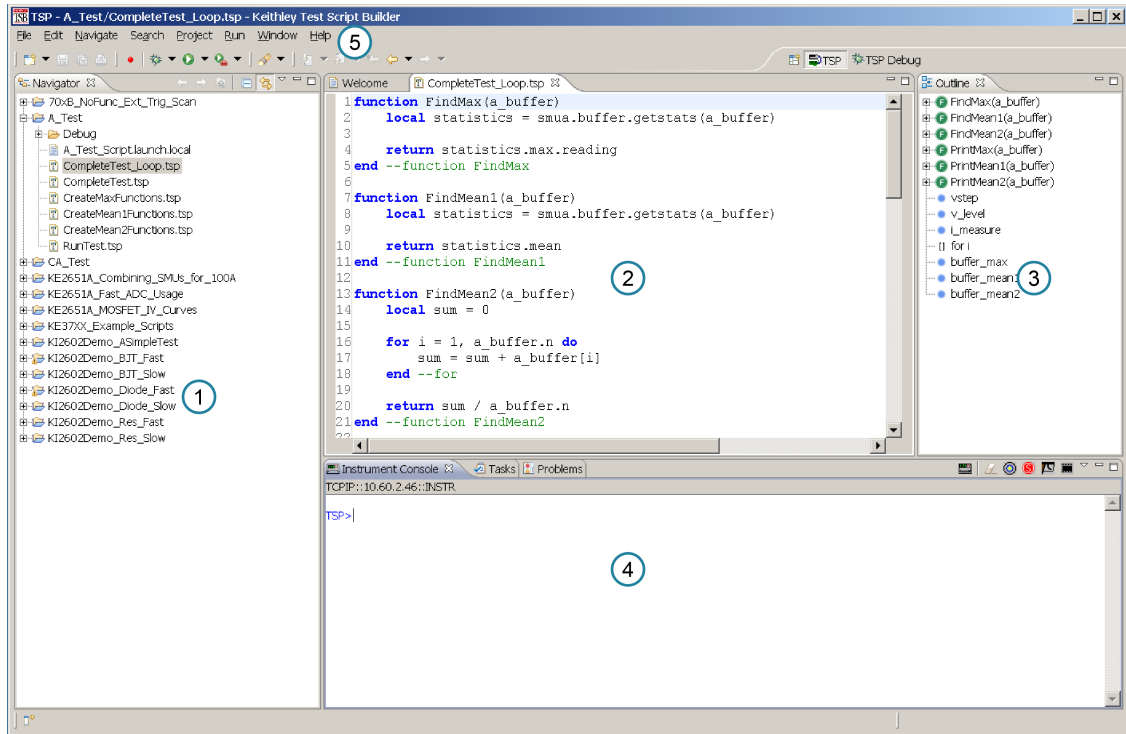 TSP - A_Test/CompleteTest_Loop.tsp - Keithley Test Script Builder
File Edit Navigate Search Project Run Window Help
5
TSP TSP Debug
Navigator
70xB_NoFunc_Ext_Trig_Scan
A_Test
Debug
A_Test_Script.launch.local
CompleteTest_Loop.tsp
CompleteTest.tsp
CreateMaxFunctions.tsp
CreateMean1Functions.tsp
CreateMean2Functions.tsp
RunTest.tsp
CA_Test
KE2651A_Combining_SMUs_for_100A
KE2651A_Fast_ADC_Usage
KE2651A_MOSFET_IV_Curves
KE37XX_Example_Scripts
KI2602Demo_ASimpleTest
KI2602Demo_BJT_Fast
KI2602Demo_BJT_Slow
KI2602Demo_Diode_Fast
KI2602Demo_Diode_Slow
KI2602Demo_Res_Fast
KI2602Demo_Res_Slow
1
Welcome CompleteTest_Loop.tsp
1 function FindMax(a_buffer)
2 local statistics = smua.buffer.getstats(a_buffer)
3
4 return statistics.max.reading
5 end --function FindMax
6
7 function FindMean1(a_buffer)
8 local statistics = smua.buffer.getstats(a_buffer)
9
10 return statistics.mean
11 end --function FindMean1
12
13 function FindMean2(a_buffer)
14 local sum = 0
15
16 for i = 1, a_buffer.n do
17 sum = sum + a_buffer[i]
18 end --for
19
20 return sum / a_buffer.n
21 end --function FindMean2
22
2
Outline
FindMax(a_buffer)
FindMean1(a_buffer)
FindMean2(a_buffer)
PrintMax(a_buffer)
PrintMean1(a_buffer)
PrintMean2(a_buffer)
vstep
v_level
i_measure
for i
buffer_max
buffer_mean1
buffer_mean2
3
Instrument Console Tasks Problems
TCPIP::10.60.2.46::INSTR
TSP>
4